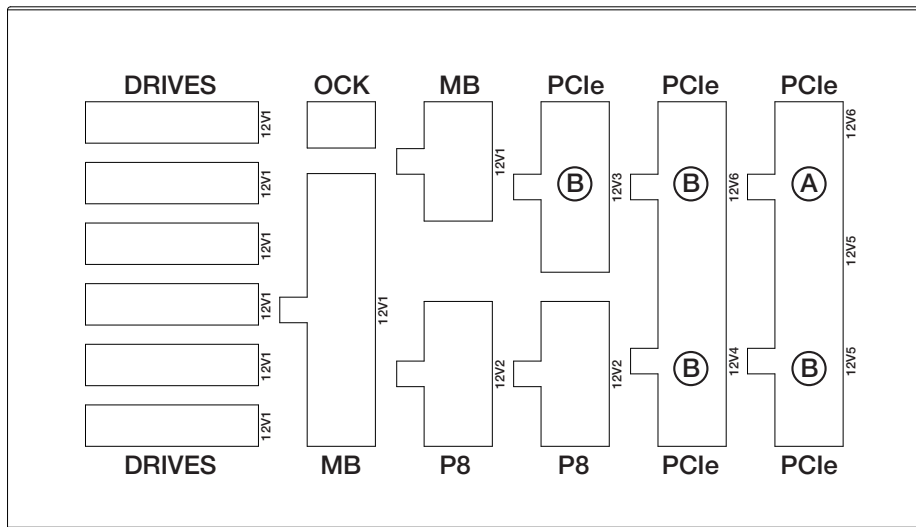 DRIVES OCK MB PCIe PCIe PCIe
12V1 12V6
12V1 12V1 B 12V3 B 12V6 A
12V1 12V5
12V1 12V1
12V1 12V2 12V2 B 12V4 B 12V5
12V1
DRIVES MB P8 P8 PCIe PCIe